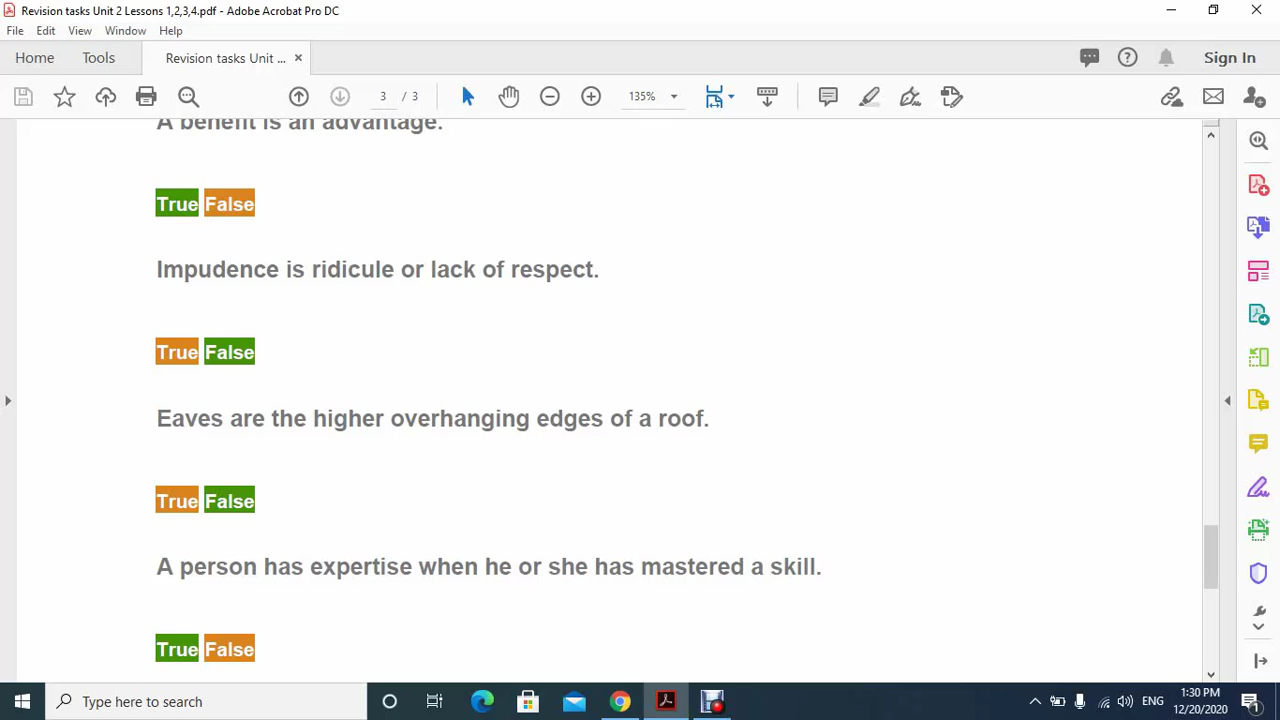 Revision tasks Unit 2 Lessons 1,2,3,4.pdf - Adobe Acrobat Pro DC
File Edit View Window Help
Home Tools Revision tasks Unit ... × Sign In
3 / 3 135%
A benefit is an advantage.
True False
Impudence is ridicule or lack of respect.
True False
Eaves are the higher overhanging edges of a roof.
True False
A person has expertise when he or she has mastered a skill.
True False
Type here to search
ENG
1:30 PM
12/20/2020
1